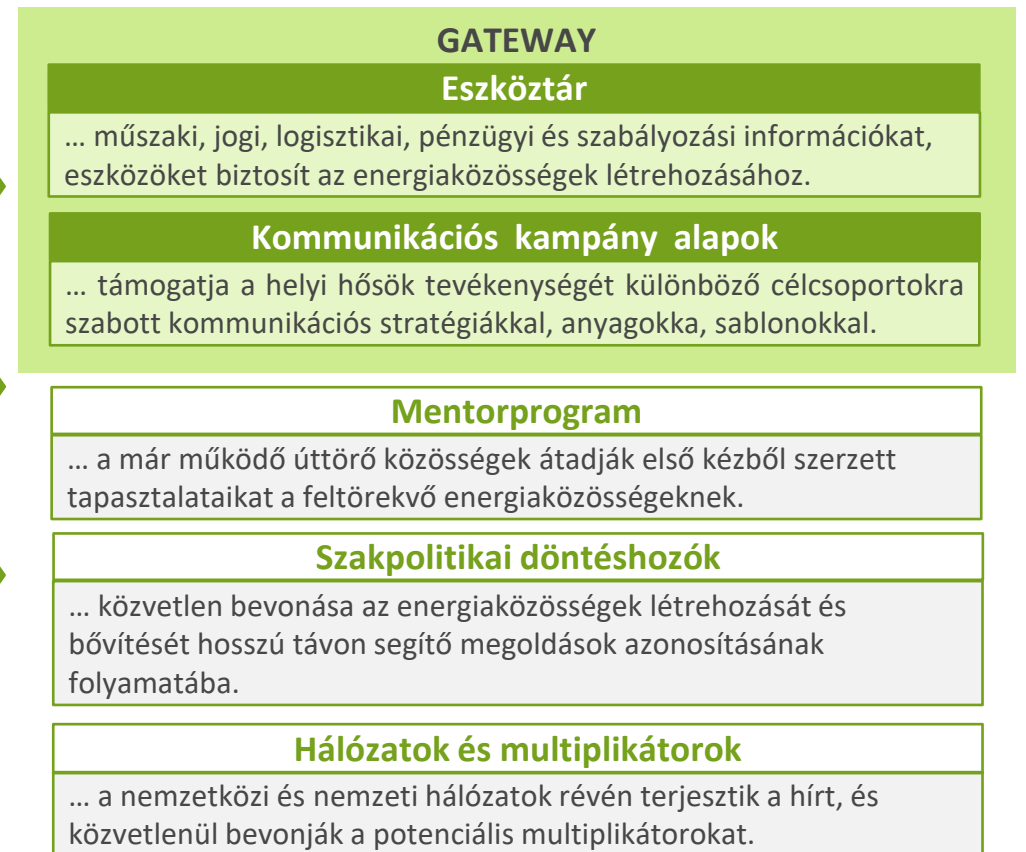 GATEWAY
Eszköztár
... műszaki, jogi, logisztikai, pénzügyi és szabályozási információkat,
eszközöket biztosít az energiaközösségek létrehozásához.
Kommunikációs kampány alapok
... támogatja a helyi hősök tevékenységét különböző célcsoportokra
szabott kommunikációs stratégiákkal, anyagokka, sablonokkal.
Mentorprogram
... a már működő úttörő közösségek átadják első kézből szerzett
tapasztalataikat a feltörekvő energiaközösségeknek.
Szakpolitikai döntéshozók
... közvetlen bevonása az energiaközösségek létrehozását és
bővítését hosszú távon segítő megoldások azonosításának
folyamatába.
Hálózatok és multiplikátorok
... a nemzetközi és nemzeti hálózatok révén terjesztik a hírt, és
közvetlenül bevonják a potenciális multiplikátorokat.